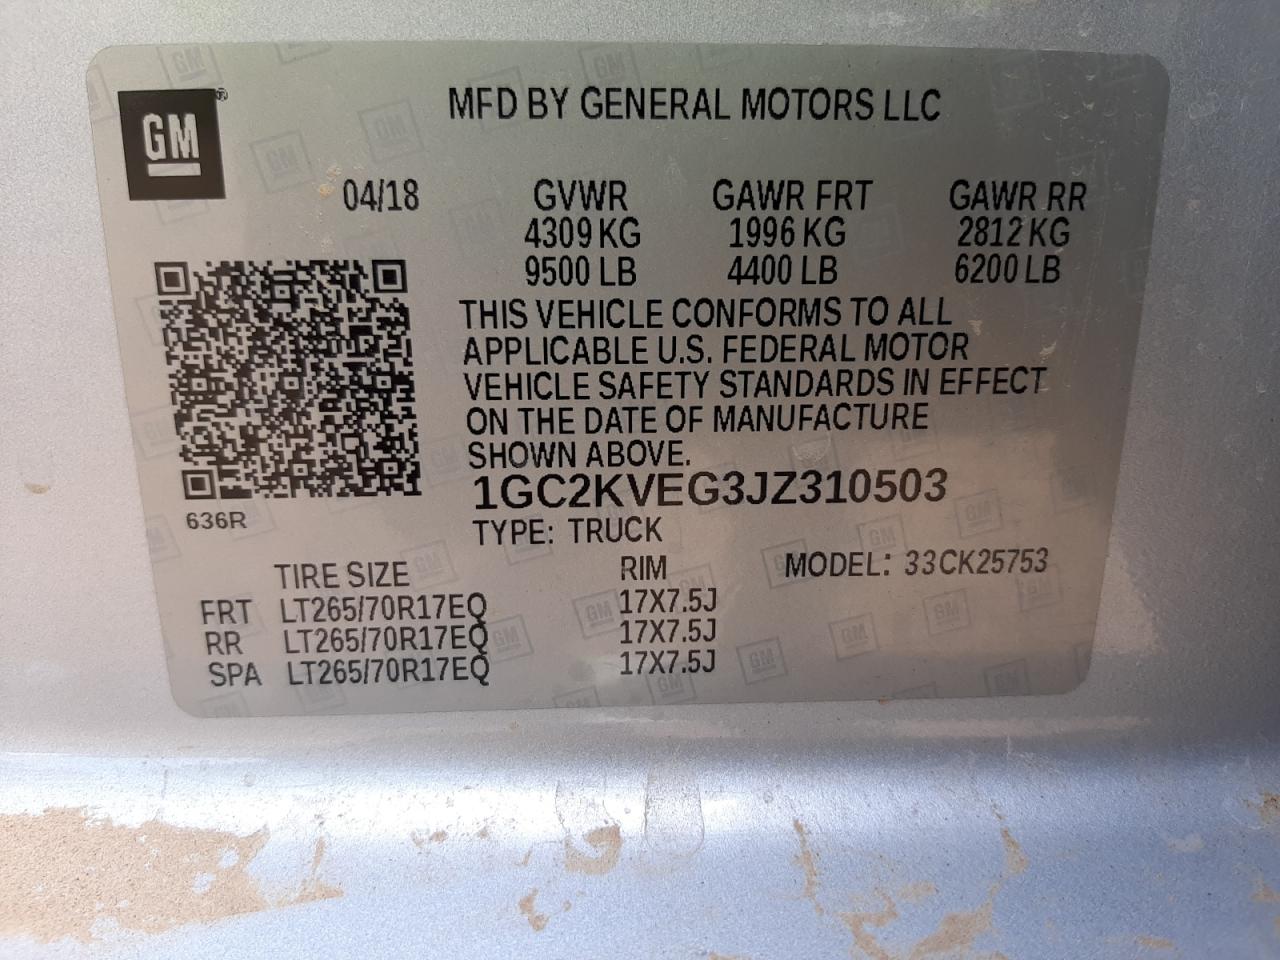 GM®
MFD BY GENERAL MOTORS LLC
04/18 GVWR GAWR FRT GAWR RR
4309 KG 1996 KG 2812 KG
9500 LB 4400 LB 6200 LB
THIS VEHICLE CONFORMS TO ALL
APPLICABLE U.S. FEDERAL MOTOR
VEHICLE SAFETY STANDARDS IN EFFECT
ON THE DATE OF MANUFACTURE
SHOWN ABOVE.
1GC2KVEG3JZ310503
636R
TYPE: TRUCK
TIRE SIZE RIM MODEL: 33CK25753
FRT LT265/70R17EQ 17X7.5J
RR LT265/70R17EQ 17X7.5J
SPA LT265/70R17EQ 17X7.5J